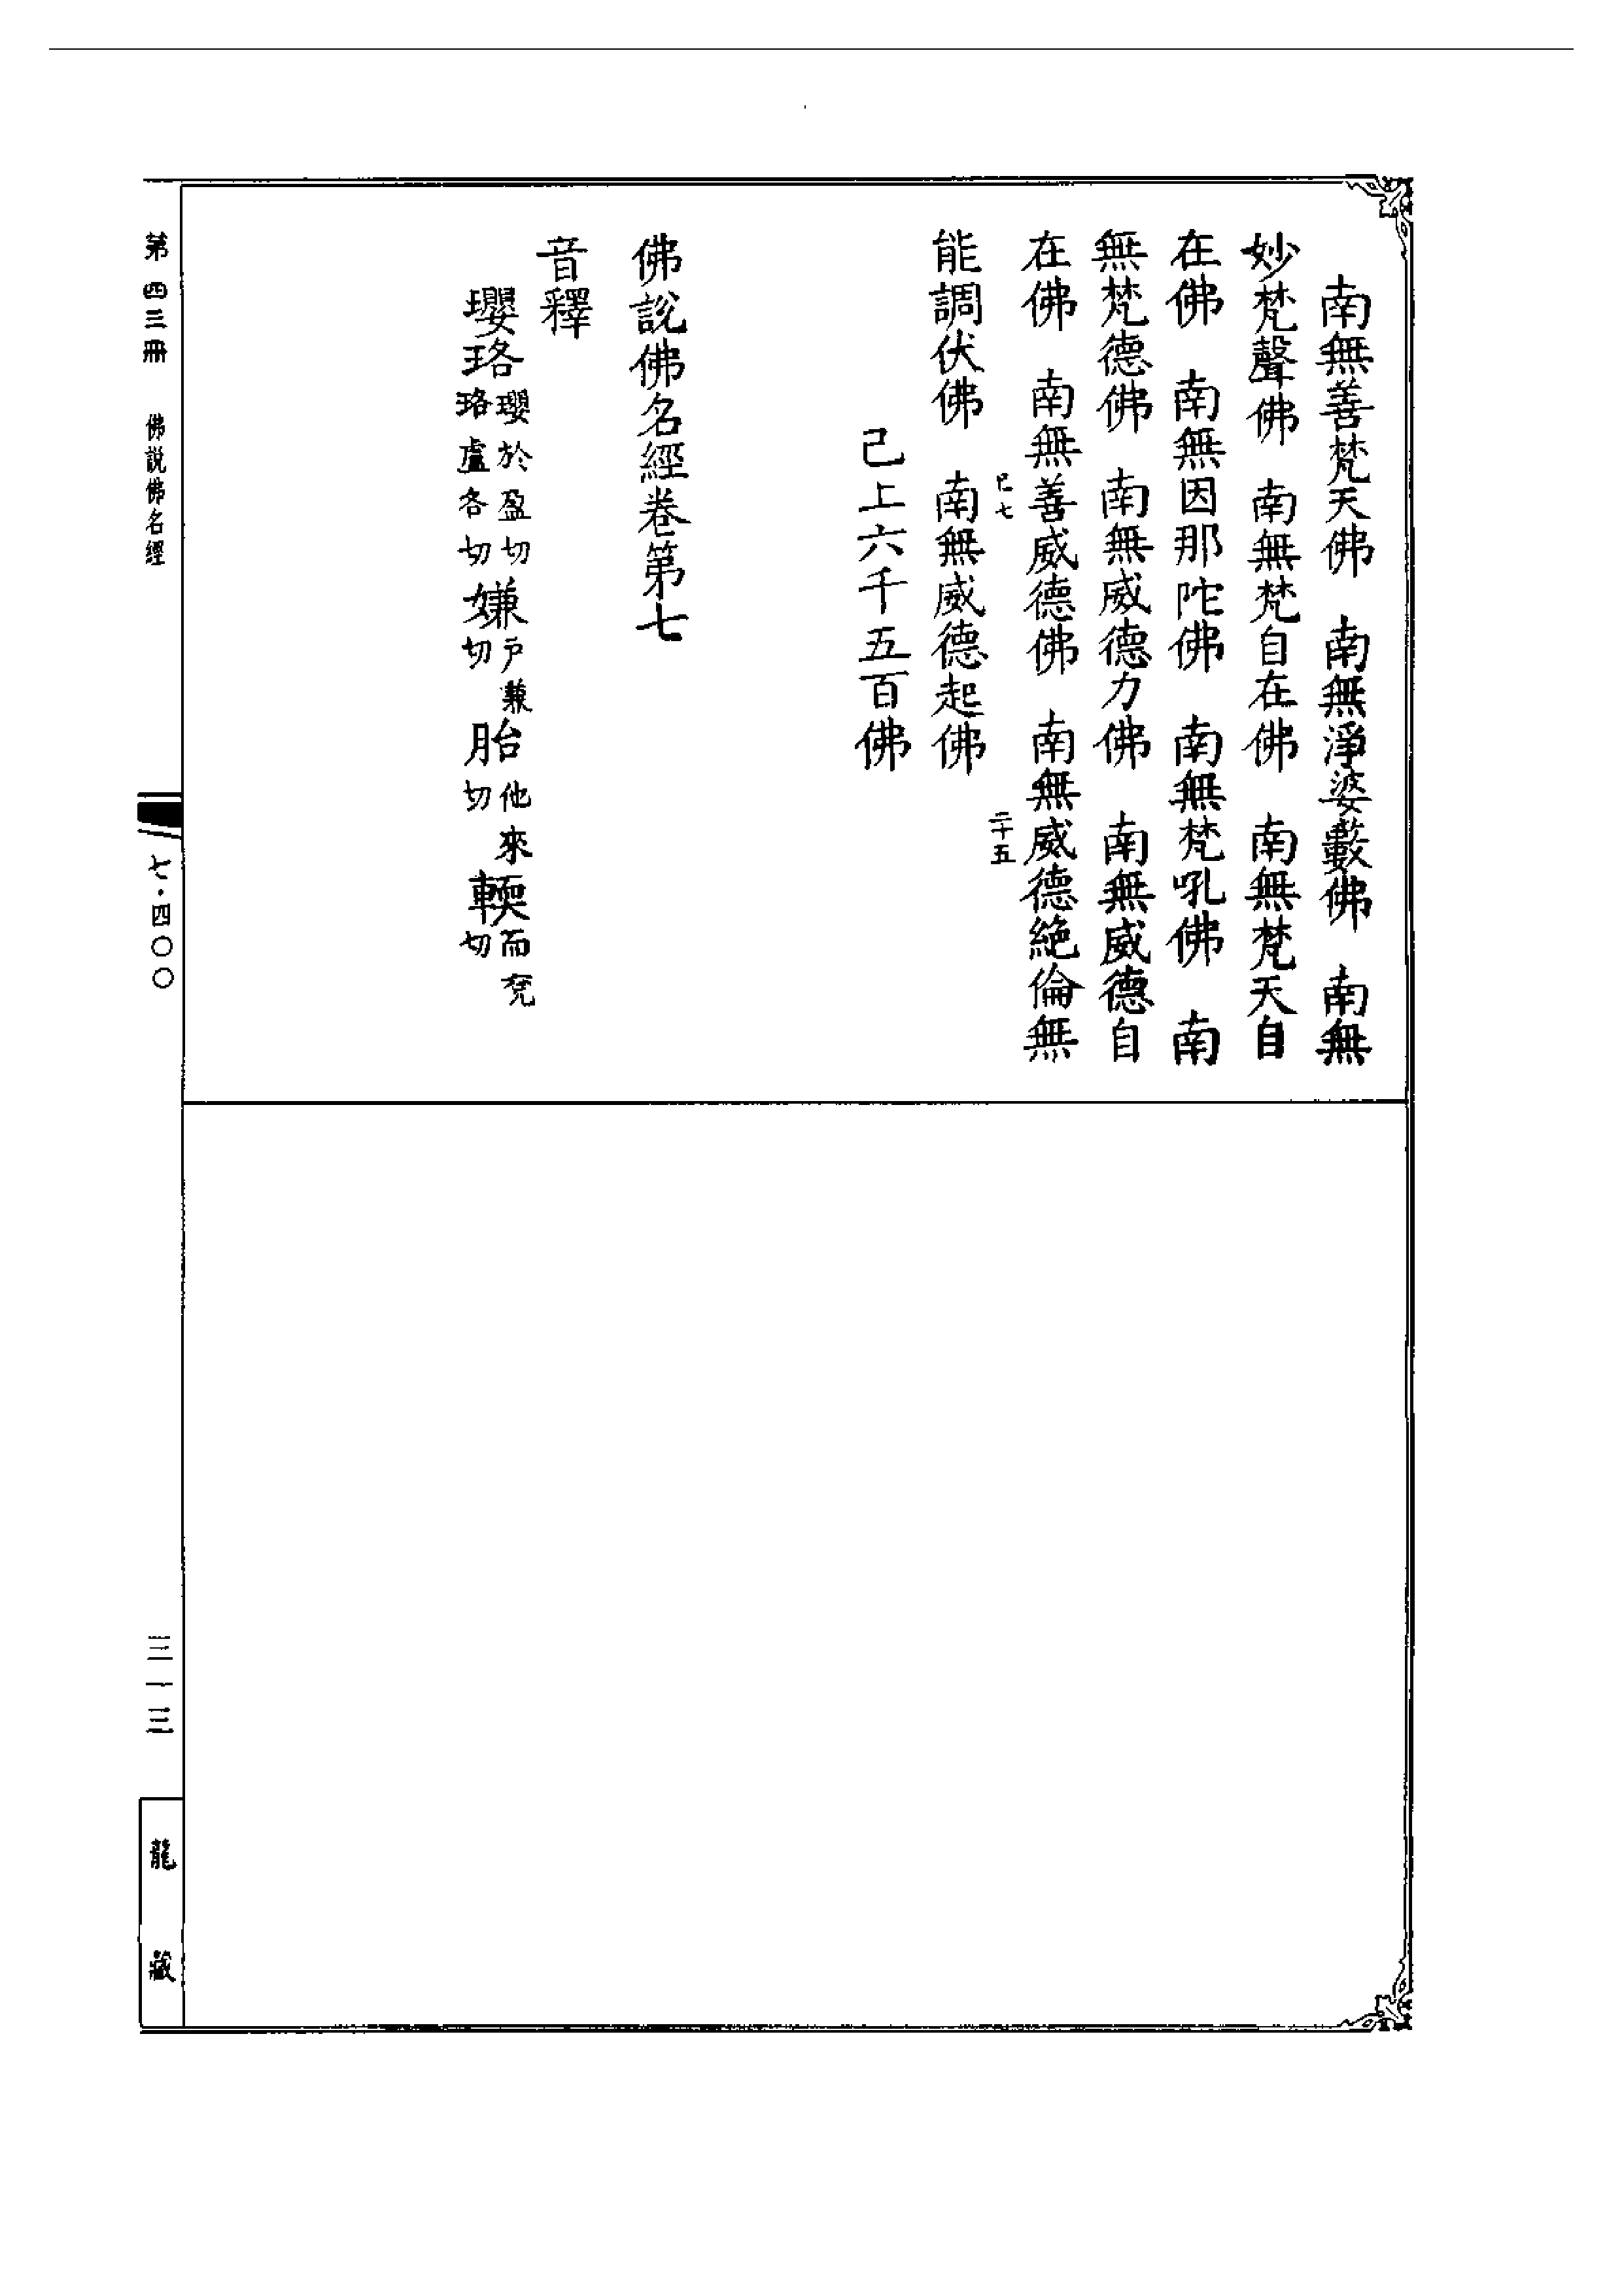 南無善梵天佛　南無淨婆藪佛　南無
妙梵聲佛　南無梵自在佛　南無梵天自
在佛　南無因那陀佛　南無梵吼佛　南
無梵德佛　南無威德力佛　南無威德自
在佛　南無善威德佛　南無威德絕倫無
已七　二十五
能調伏佛　南無威德起佛
已上六千五百佛
佛說佛名經卷第七
音釋
瓔珞瓔於盈切珞盧各切嫌戶兼切胎他來切輭而兗切
第四三冊　佛說佛名經　七·四〇〇　三一三　龍藏